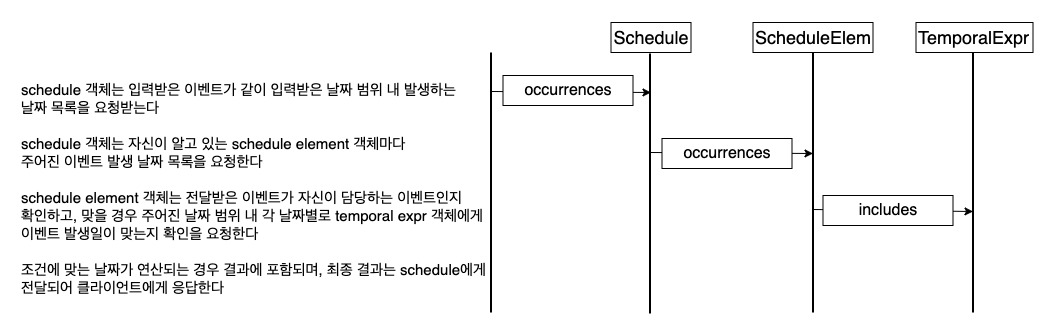 Schedule
ScheduleElem
TemporalExpr
schedule 객체는 입력받은 이벤트가 같이 입력받은 날짜 범위 내 발생하는
날짜 목록을 요청받는다
occurrences
schedule 객체는 자신이 알고 있는 schedule element 객체마다
주어진 이벤트 발생 날짜 목록을 요청한다
occurrences
schedule element 객체는 전달받은 이벤트가 자신이 담당하는 이벤트인지
확인하고, 맞을 경우 주어진 날짜 범위 내 각 날짜별로 temporal expr 객체에게
이벤트 발생일이 맞는지 확인을 요청한다
includes
조건에 맞는 날짜가 연산되는 경우 결과에 포함되며, 최종 결과는 schedule에게
전달되어 클라이언트에게 응답한다